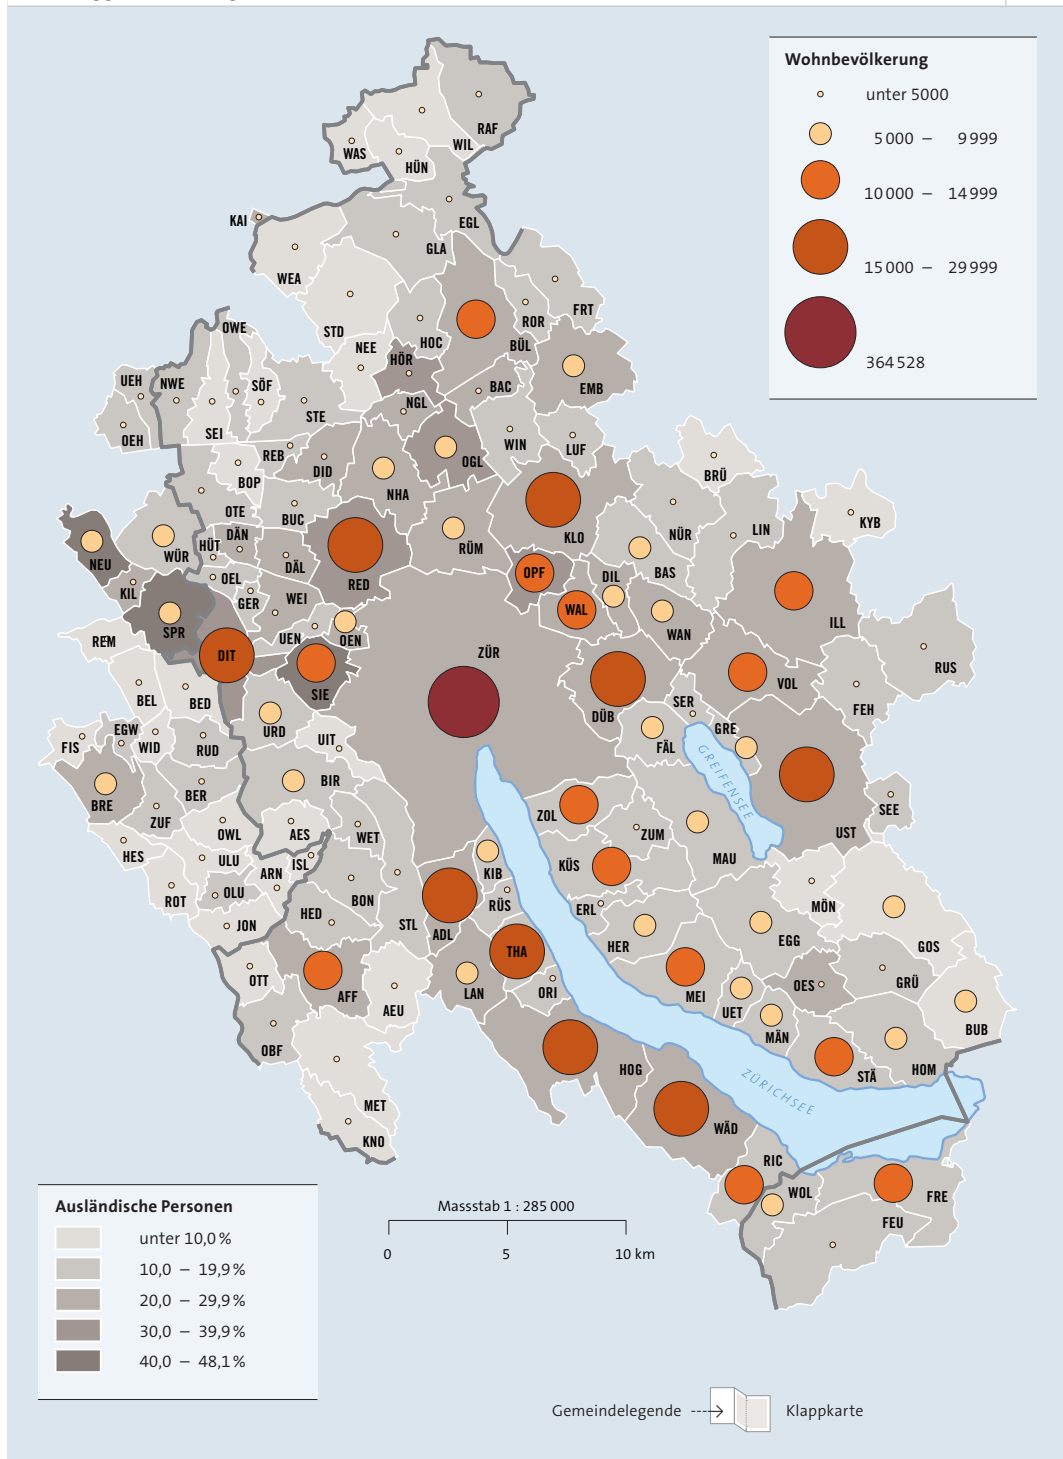 Wohnbevölkerung
unter 5000
5 000 – 9 999
10 000 – 14 999
15 000 – 29 999
364 528
RAF
WIL
WAS
HÜN
KAI
EGL
GLA
WEA
STD
FRT
ROR
HOC
BÜL
OWE
NEE
HÖR
EMB
UEH
NWE
SÖF
BAC
STE
NGL
OEH
SEI
WIN
LUF
REB
DID
OGL
BRÜ
BOP
NHA
OTE
BUC
KYB
LIN
NÜR
KLO
DÄN
HÜT
WÜR
RÜM
NEU
DÄL
RED
OPF
BAS
DIL
OEL
KIL
GER
WEI
WAL
ILL
SPR
UEN
OEN
WAN
REM
DIT
ZÜR
RUS
SIE
VOL
BEL
BED
SER
FEH
DÜB
GRE
URD
EGW
FIS
WID
RUD
UIT
FÄL
GREIFENSEE
BIR
BER
BRE
ZUF
SEE
ZOL
UST
OWL
AES
WET
ZUM
HES
ULU
ISL
MAU
KÜS
ARN
KIB
OLU
ROT
BON
RÜS
ERL
MÖN
HED
JON
STL
ADL
HER
EGG
GOS
THA
OTT
GRÜ
OES
LAN
ORI
MEI
AFF
AEU
UET
BUB
MÄN
OBF
HOG
STÄ
HOM
ZÜRICHSEE
MET
WÄD
KNO
RIC
WOL
FRE
FEU
Ausländische Personen
unter 10,0 %
10,0 – 19,9 %
20,0 – 29,9 %
30,0 – 39,9 %
40,0 – 48,1 %
Massstab 1 : 285 000
0 5 10 km
Gemeindelegende Klappkarte